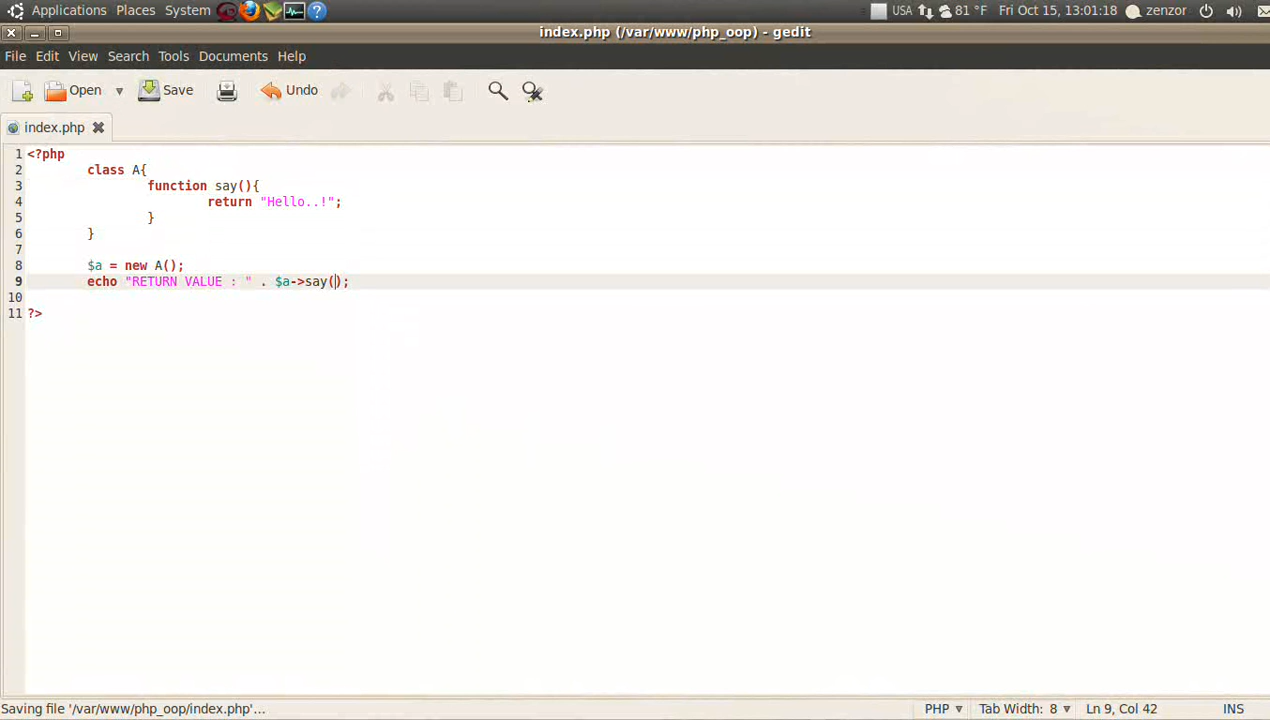 Applications Places System USA 81 °F Fri Oct 15, 13:01:18 zenzor
index.php (/var/www/php_oop) - gedit
File Edit View Search Tools Documents Help
Open Save Undo
index.php
1 <?php
2 class A{
3 function say(){
4 return "Hello..!";
5 }
6 }
7
8 $a = new A();
9 echo "RETURN VALUE : " . $a->say();
10
11 ?>
Saving file '/var/www/php_oop/index.php'... PHP Tab Width: 8 Ln 9, Col 42 INS